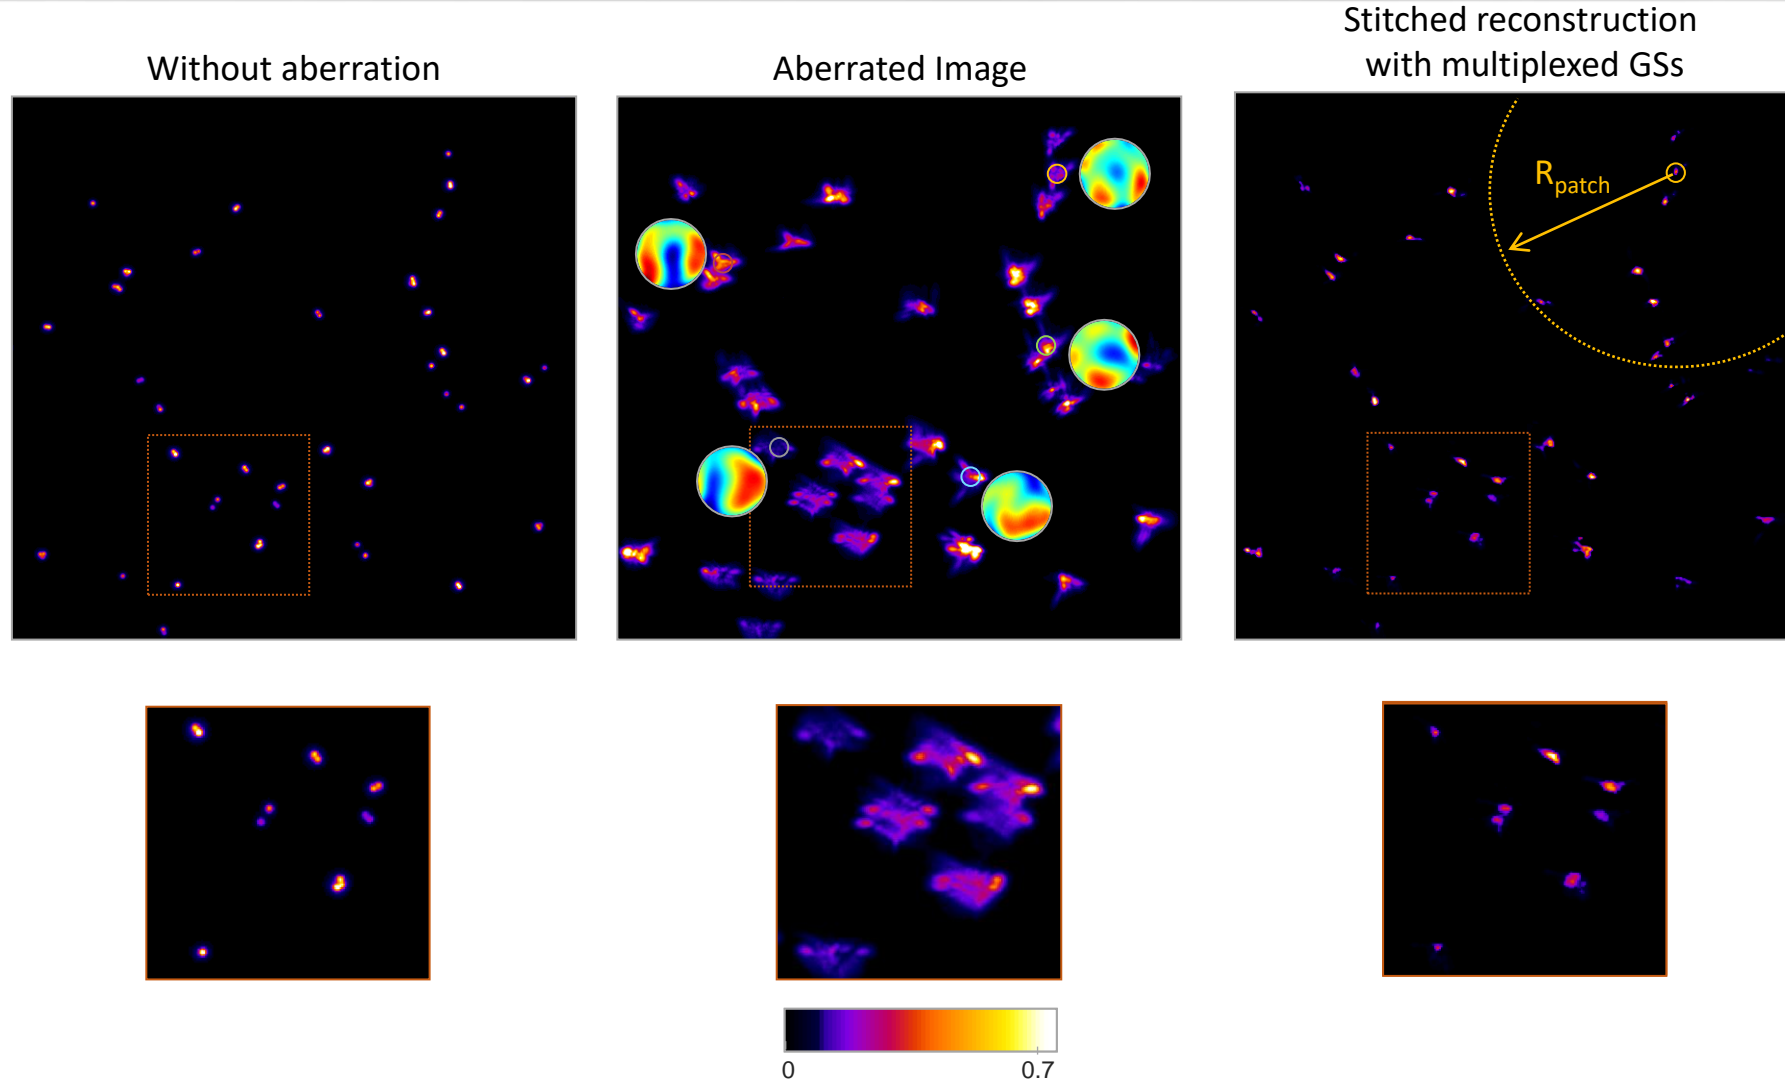 Without aberration
Aberrated Image
Stitched reconstruction
with multiplexed GSs
Rpatch
0
0.7